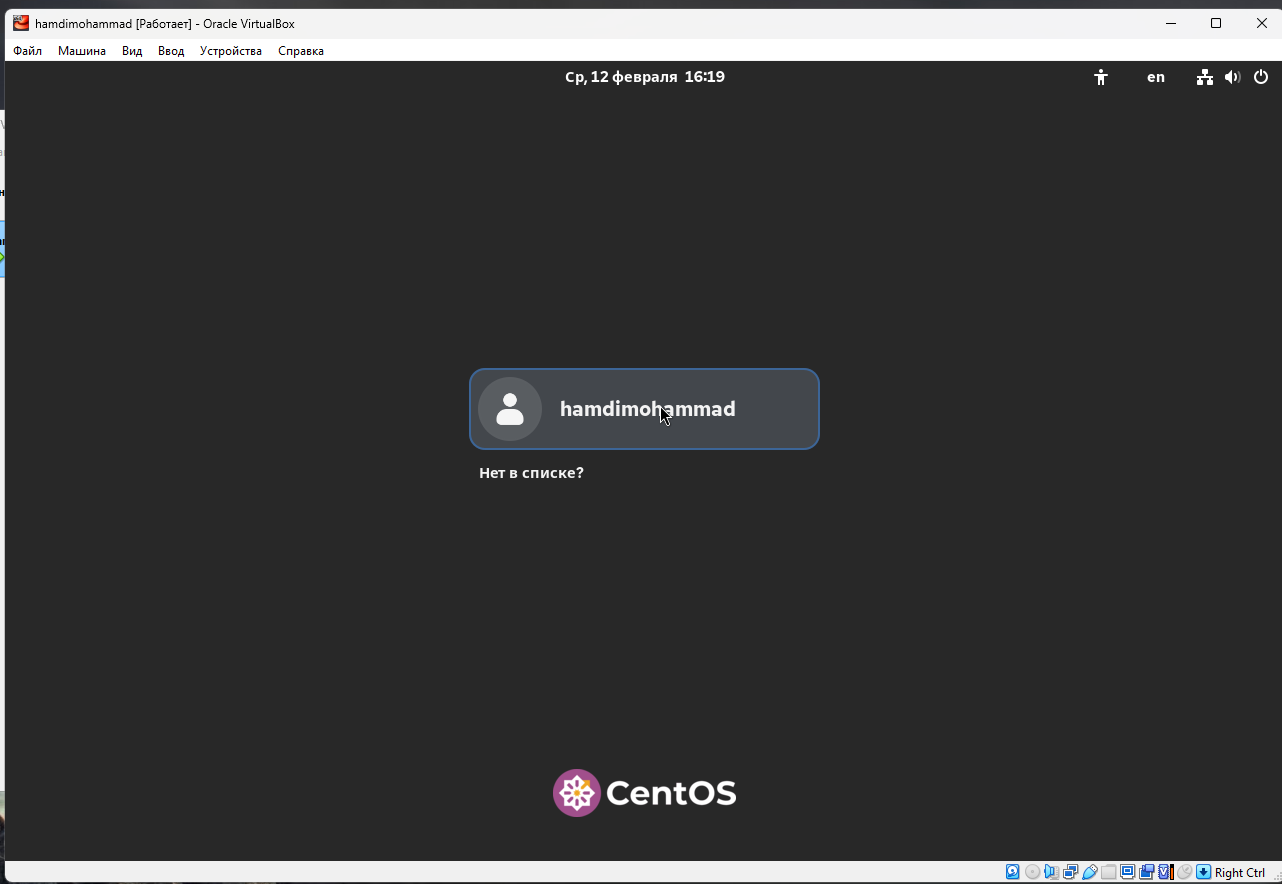 hamdimohammad [Работает] - Oracle VirtualBox
Файл Машина Вид Ввод Устройства Справка
Ср, 12 февраля 16:19 en
hamdimohammad
Нет в списке?
CentOS
Right Ctrl